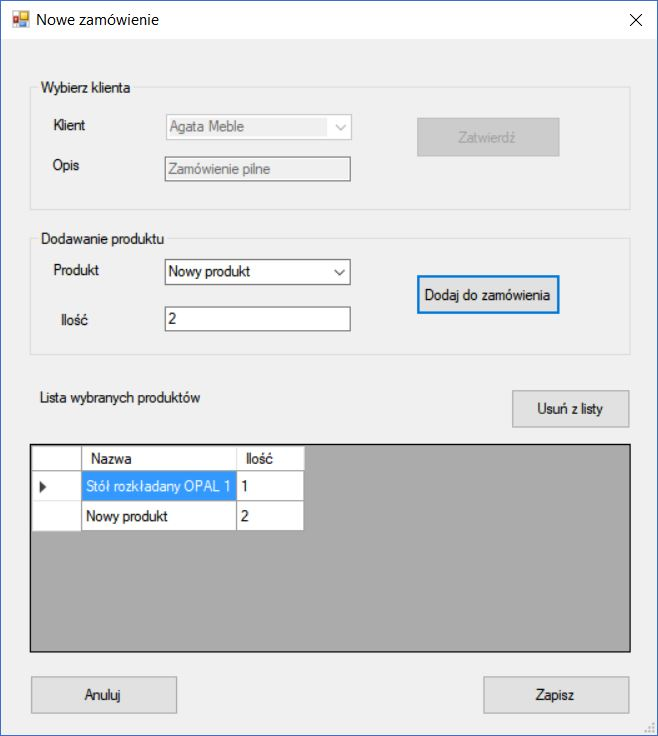 Nowe zamówienie
Wybierz klienta
Klient
Agata Meble
Zatwierdź
Opis
Zamówienie pilne
Dodawanie produktu
Produkt
Nowy produkt
Dodaj do zamówienia
Ilość
2
Lista wybranych produktów
Usuń z listy
Nazwa Ilość
Stół rozkładany OPAL 1 1
Nowy produkt 2
Anuluj
Zapisz